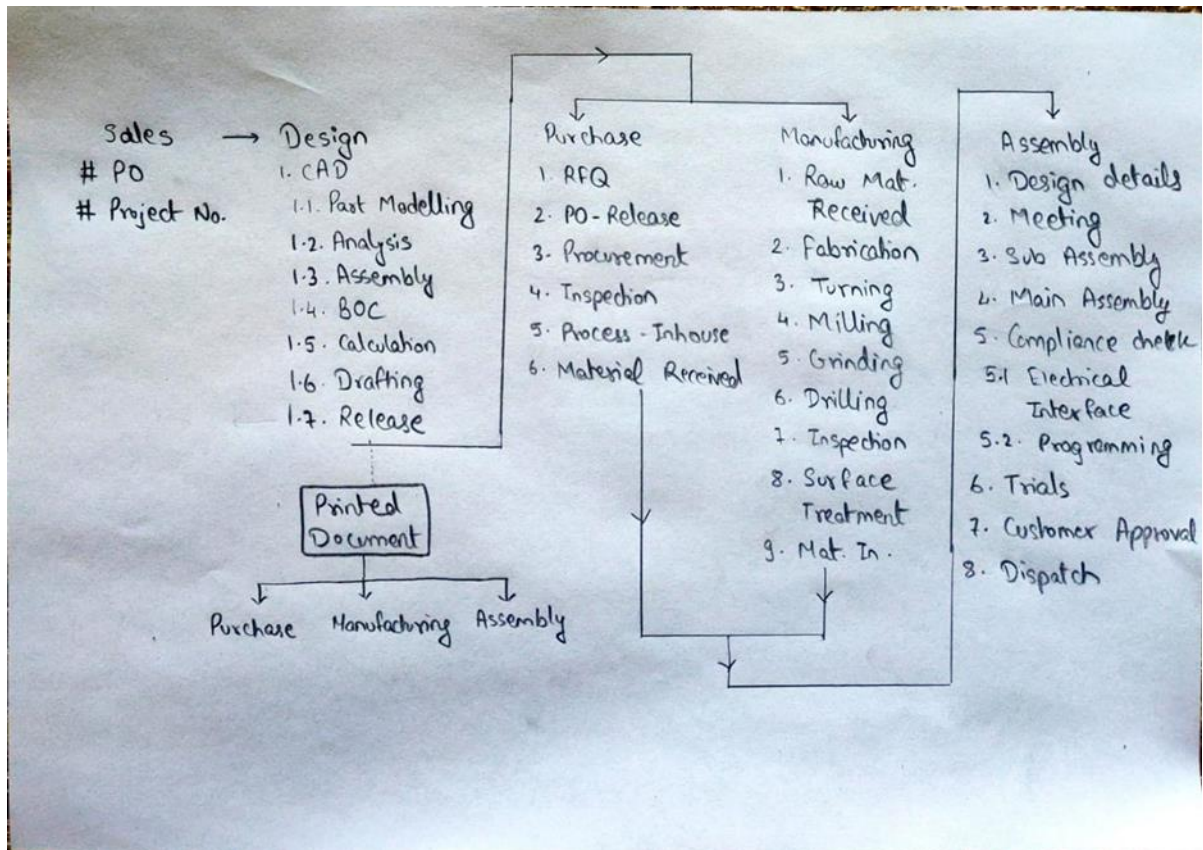 Sales → Design
# PO
# Project No.
1. CAD
1.1. Part Modelling
1.2. Analysis
1.3. Assembly
1.4. BOC
1.5. Calculation
1.6. Drafting
1.7. Release
Printed
Document
Purchase Manufacturing Assembly
Purchase
1. RFQ
2. PO-Release
3. Procurement
4. Inspection
5. Process - Inhouse
6. Material Received
Manufacturing
1. Raw Mat.
Received
2. Fabrication
3. Turning
4. Milling
5. Grinding
6. Drilling
7. Inspection
8. Surface
Treatment
9. Mat. In.
Assembly
1. Design details
2. Meeting
3. Sub Assembly
4. Main Assembly
5. Compliance check
5.1 Electrical
Interface
5.2. Programming
6. Trials
7. Customer Approval
8. Dispatch